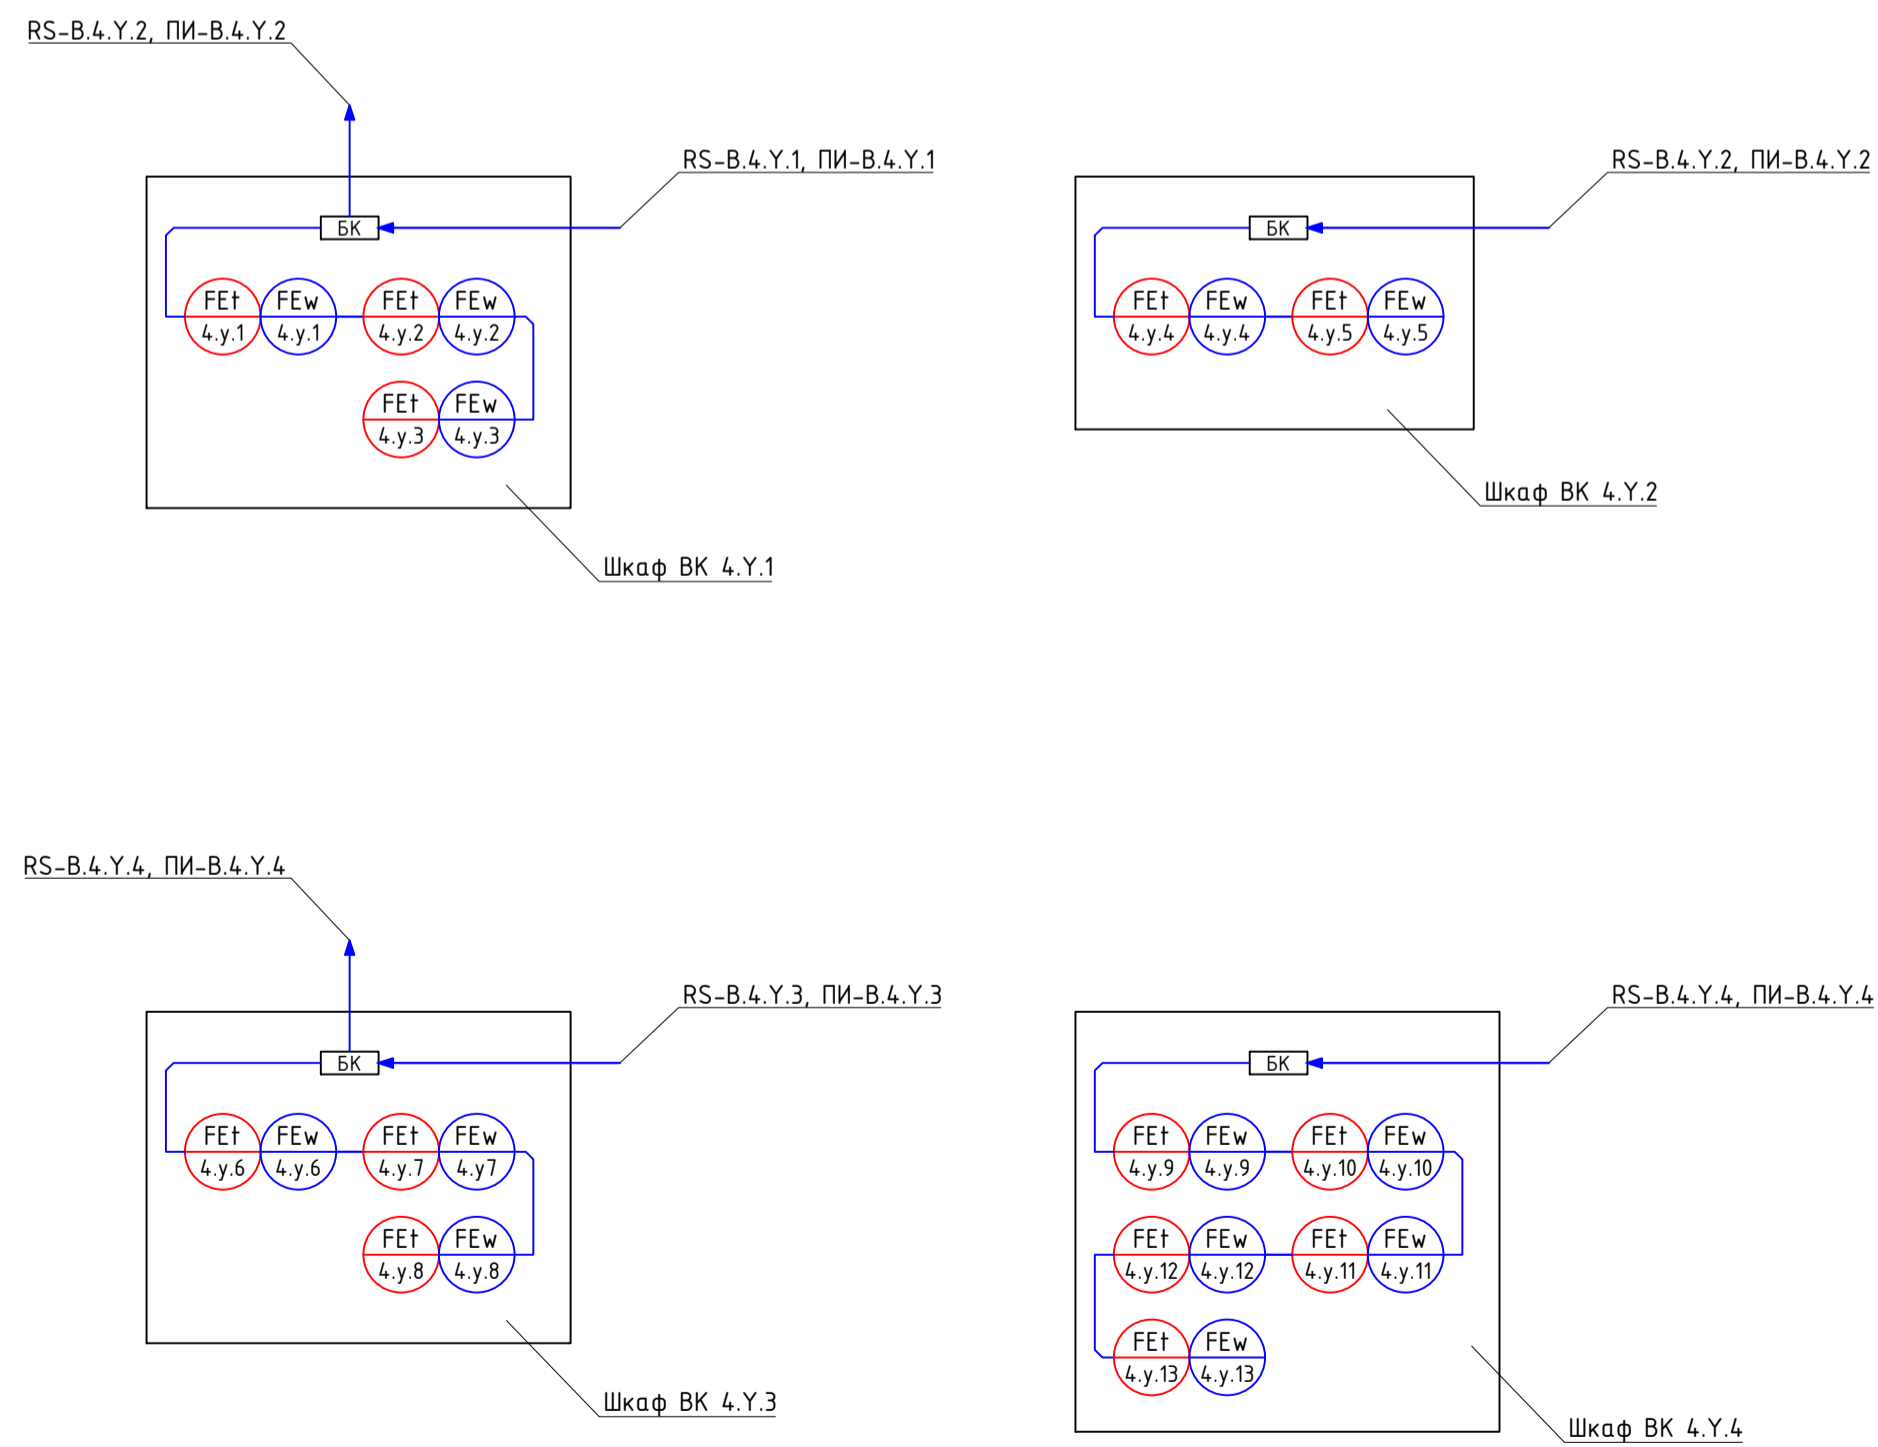 RS-В.4.Y.2, ПИ-В.4.Y.2
RS-В.4.Y.1, ПИ-В.4.Y.1
БК
FEt FEw FEt FEw
4.y.1 4.y.1 4.y.2 4.y.2
FEt FEw
4.y.3 4.y.3
Шкаф ВК 4.Y.1
RS-В.4.Y.2, ПИ-В.4.Y.2
БК
FEt FEw FEt FEw
4.y.4 4.y.4 4.y.5 4.y.5
Шкаф ВК 4.Y.2
RS-В.4.Y.4, ПИ-В.4.Y.4
RS-В.4.Y.3, ПИ-В.4.Y.3
БК
FEt FEw FEt FEw
4.y.6 4.y.6 4.y.7 4.y7
FEt FEw
4.y.8 4.y.8
Шкаф ВК 4.Y.3
RS-В.4.Y.4, ПИ-В.4.Y.4
БК
FEt FEw FEt FEw
4.y.9 4.y.9 4.y.10 4.y.10
FEt FEw FEt FEw
4.y.12 4.y.12 4.y.11 4.y.11
FEt FEw
4.y.13 4.y.13
Шкаф ВК 4.Y.4